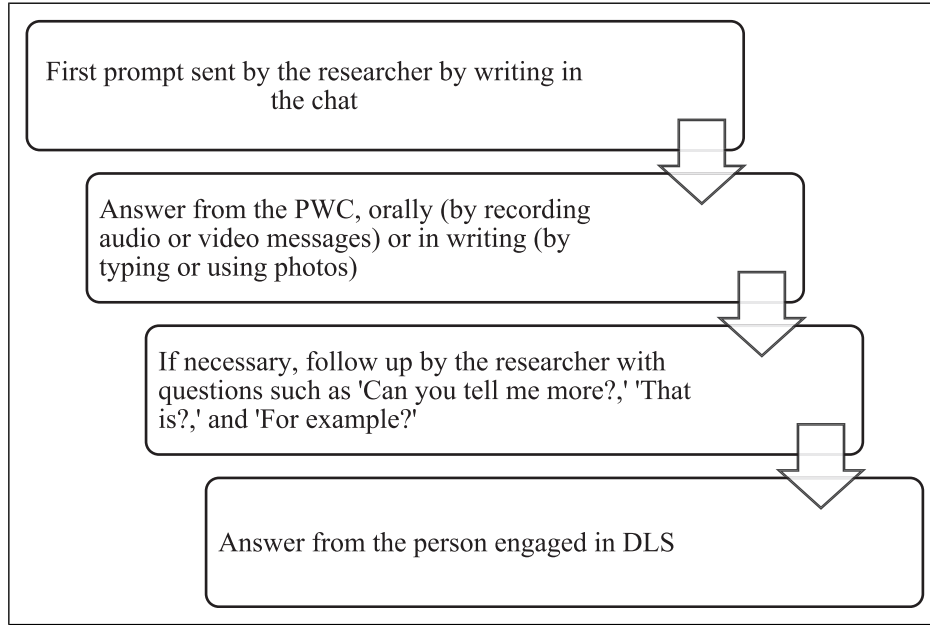 First prompt sent by the researcher by writing in
the chat
Answer from the PWC, orally (by recording
audio or video messages) or in writing (by
typing or using photos)
If necessary, follow up by the researcher with
questions such as 'Can you tell me more?,' 'That
is?,' and 'For example?'
Answer from the person engaged in DLS